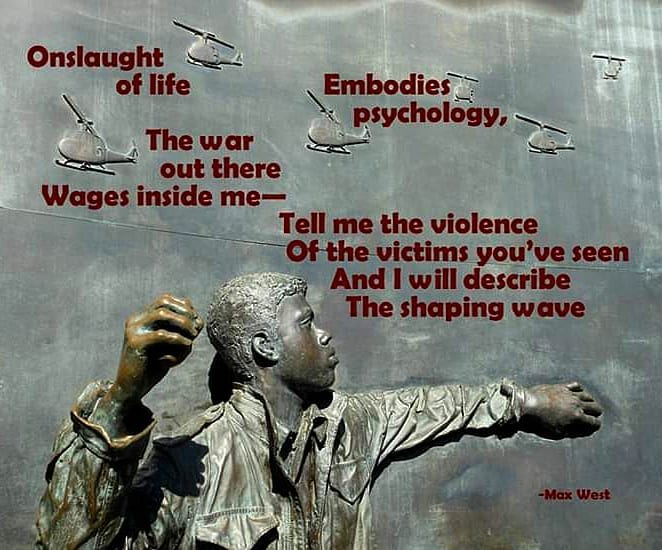 Onslaught
of life
Embodies
psychology,
The war
out there
Wages inside me—
Tell me the violence
Of the victims you've seen
And I will describe
The shaping wave
-Max West